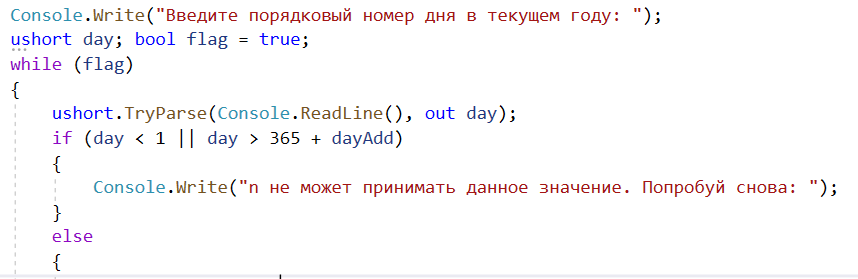 Console.Write("Введите порядковый номер дня в текущем году: ");
ushort day; bool flag = true;
while (flag)
{
ushort.TryParse(Console.ReadLine(), out day);
if (day < 1 || day > 365 + dayAdd)
{
Console.Write("n не может принимать данное значение. Попробуй снова: ");
}
else
{